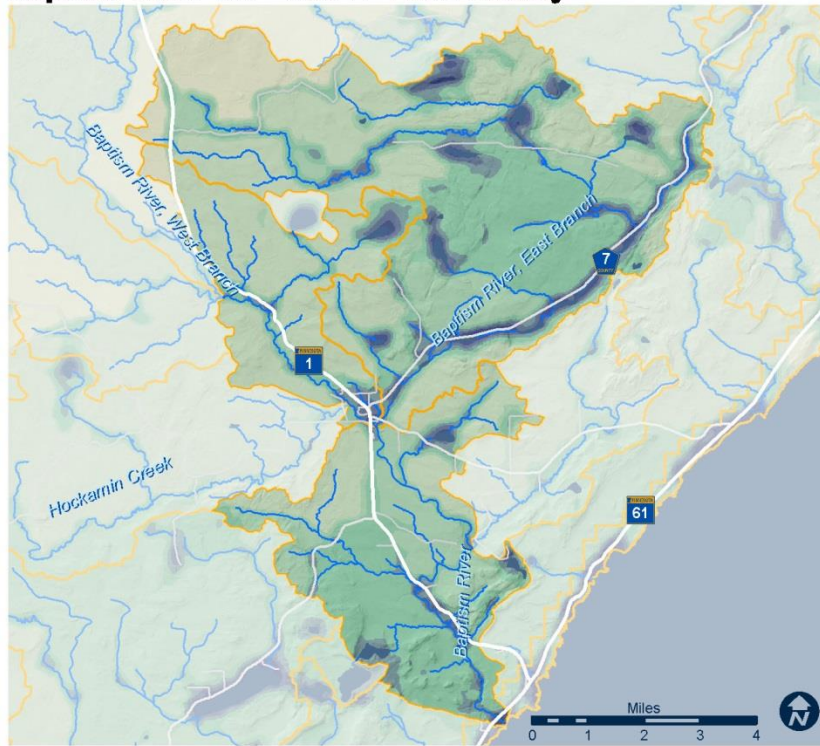 Baptism River, West Branch
Baptism River, East Branch
7
COUNTY
1
Hockamin Creek
61
Baptism River
Miles
0 1 2 3 4
N